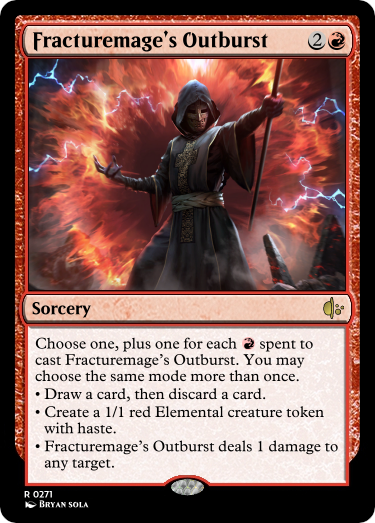 Fracturemage's Outburst 2
Sorcery
Choose one, plus one for each spent to
cast Fracturemage's Outburst. You may
choose the same mode more than once.
• Draw a card, then discard a card.
• Create a 1/1 red Elemental creature token
with haste.
• Fracturemage's Outburst deals 1 damage to
any target.
R 0271
Bryan sola